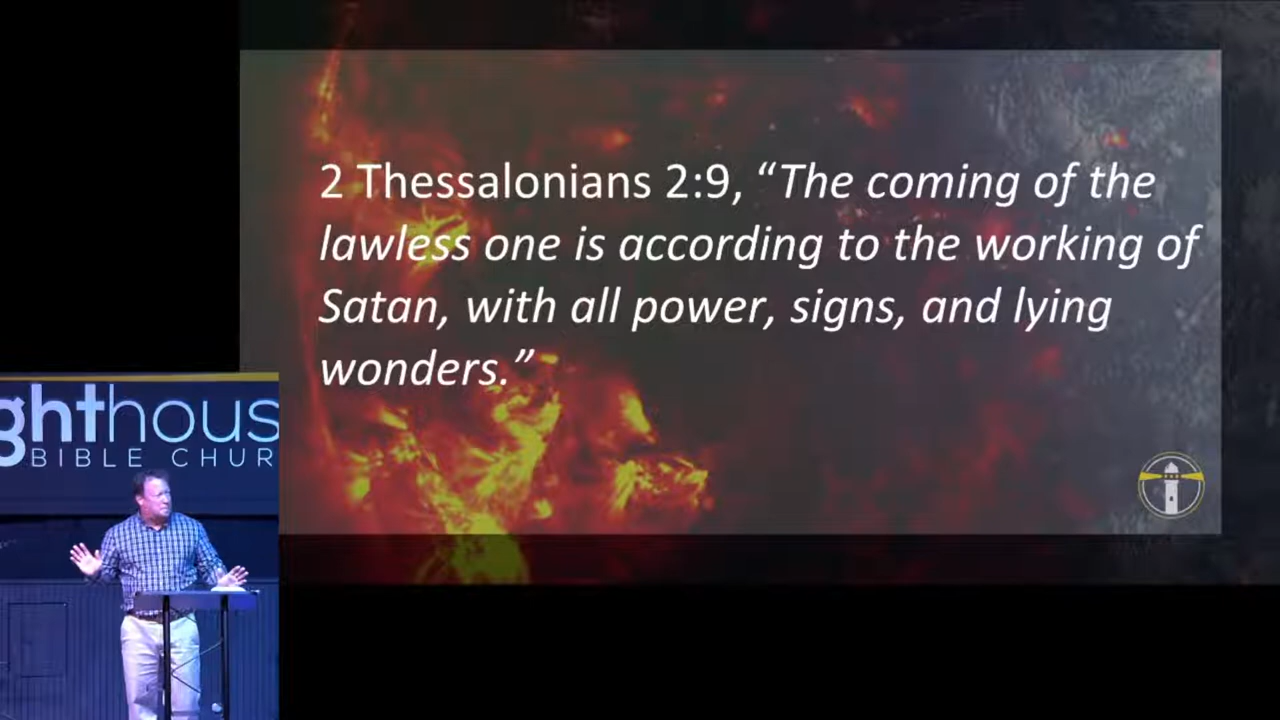 2 Thessalonians 2:9, “The coming of the
lawless one is according to the working of
Satan, with all power, signs, and lying
wonders.”
ghthous
BIBLE CHUR